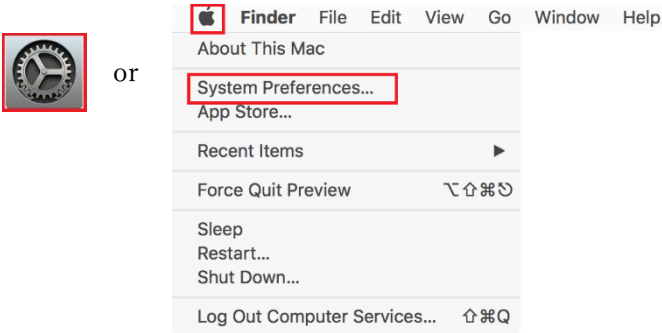 Finder File Edit View Go Window Help
About This Mac
or
System Preferences...
App Store...
Recent Items ▶
Force Quit Preview ⌥⇧⌘⎋
Sleep
Restart...
Shut Down...
Log Out Computer Services... ⇧⌘Q